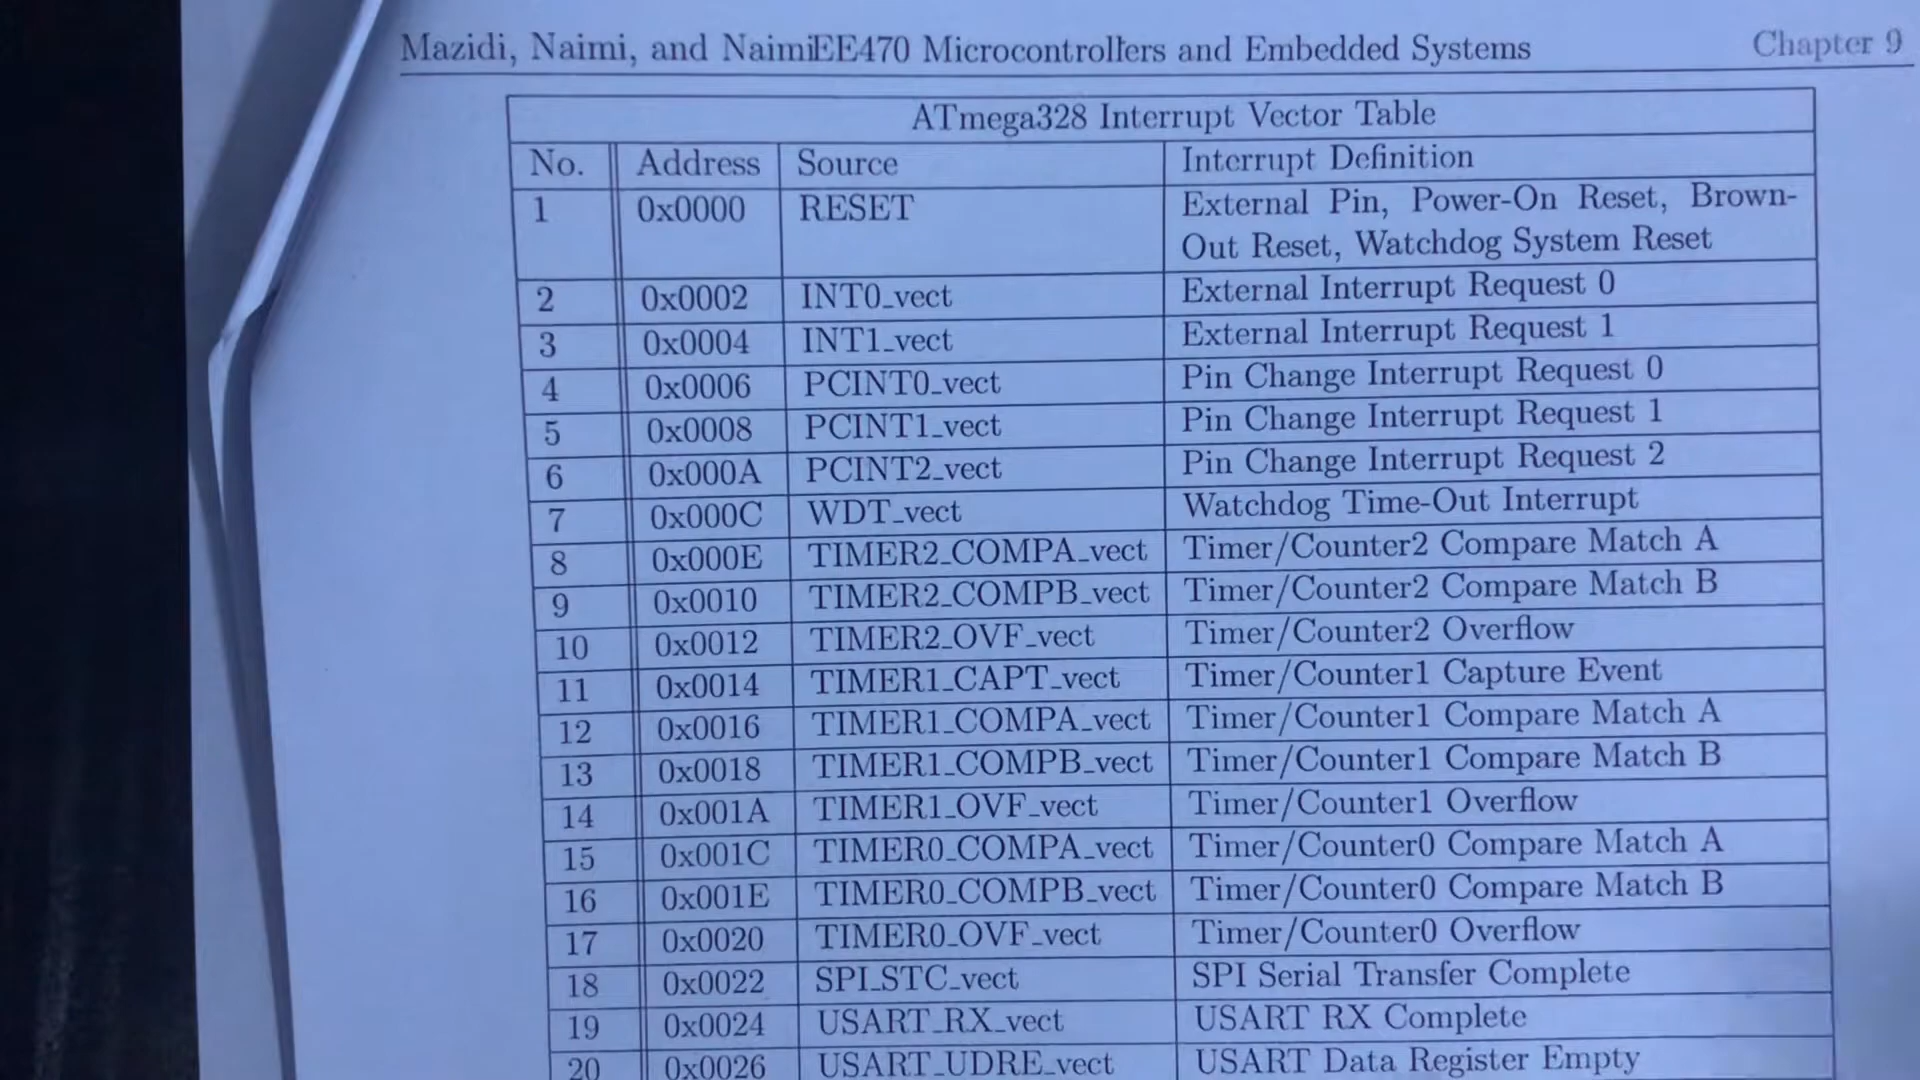 Mazidi, Naimi, and NaimiEE470 Microcontrollers and Embedded Systems Chapter 9
ATmega328 Interrupt Vector Table
No. Address Source Interrupt Definition
1 0x0000 RESET External Pin, Power-On Reset, Brown-
Out Reset, Watchdog System Reset
2 0x0002 INT0_vect External Interrupt Request 0
3 0x0004 INT1_vect External Interrupt Request 1
4 0x0006 PCINT0_vect Pin Change Interrupt Request 0
5 0x0008 PCINT1_vect Pin Change Interrupt Request 1
6 0x000A PCINT2_vect Pin Change Interrupt Request 2
7 0x000C WDT_vect Watchdog Time-Out Interrupt
8 0x000E TIMER2_COMPA_vect Timer/Counter2 Compare Match A
9 0x0010 TIMER2_COMPB_vect Timer/Counter2 Compare Match B
10 0x0012 TIMER2_OVF_vect Timer/Counter2 Overflow
11 0x0014 TIMER1_CAPT_vect Timer/Counter1 Capture Event
12 0x0016 TIMER1_COMPA_vect Timer/Counter1 Compare Match A
13 0x0018 TIMER1_COMPB_vect Timer/Counter1 Compare Match B
14 0x001A TIMER1_OVF_vect Timer/Counter1 Overflow
15 0x001C TIMER0_COMPA_vect Timer/Counter0 Compare Match A
16 0x001E TIMER0_COMPB_vect Timer/Counter0 Compare Match B
17 0x0020 TIMER0_OVF_vect Timer/Counter0 Overflow
18 0x0022 SPI_STC_vect SPI Serial Transfer Complete
19 0x0024 USART_RX_vect USART RX Complete
20 0x0026 USART_UDRE_vect USART Data Register Empty